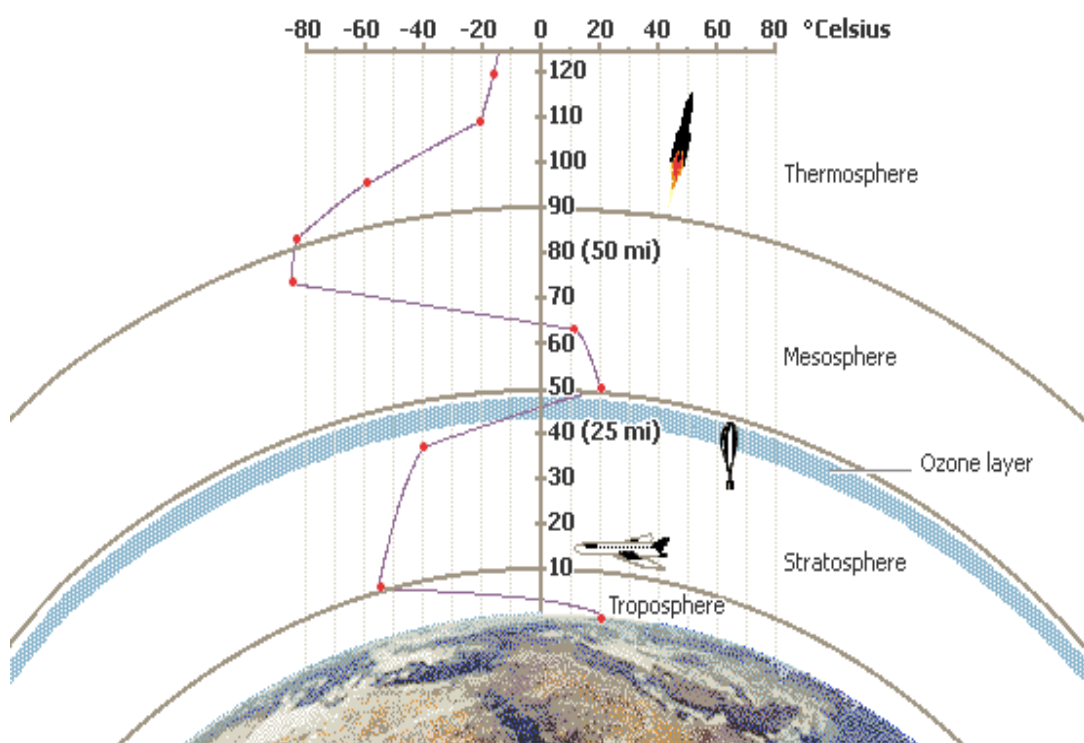 -80 -60 -40 -20 0 20 40 60 80 °Celsius
120
110
100
Thermosphere
90
80 (50 mi)
70
60
Mesosphere
50
40 (25 mi)
Ozone layer
30
20
Stratosphere
10
Troposphere